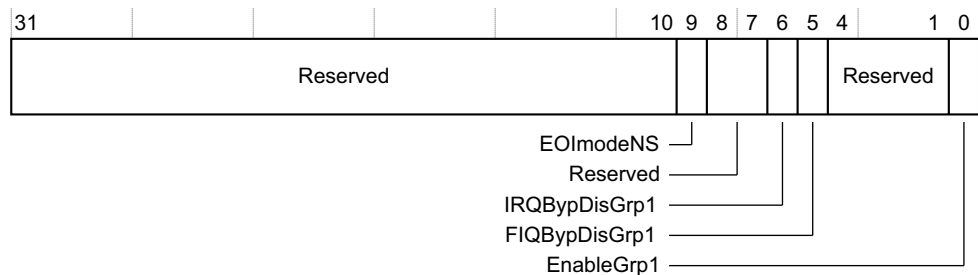 31 10 9 8 7 6 5 4 1 0
Reserved Reserved
EOImodeNS
Reserved
IRQBypDisGrp1
FIQBypDisGrp1
EnableGrp1